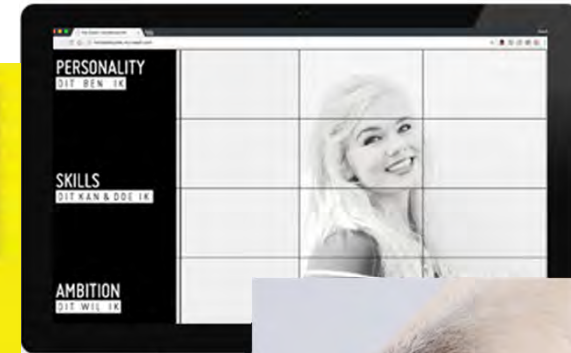 PERSONALITY
DIT BEN IK
SKILLS
DIT KAN & DOE IK
AMBITION
DIT WIL IK